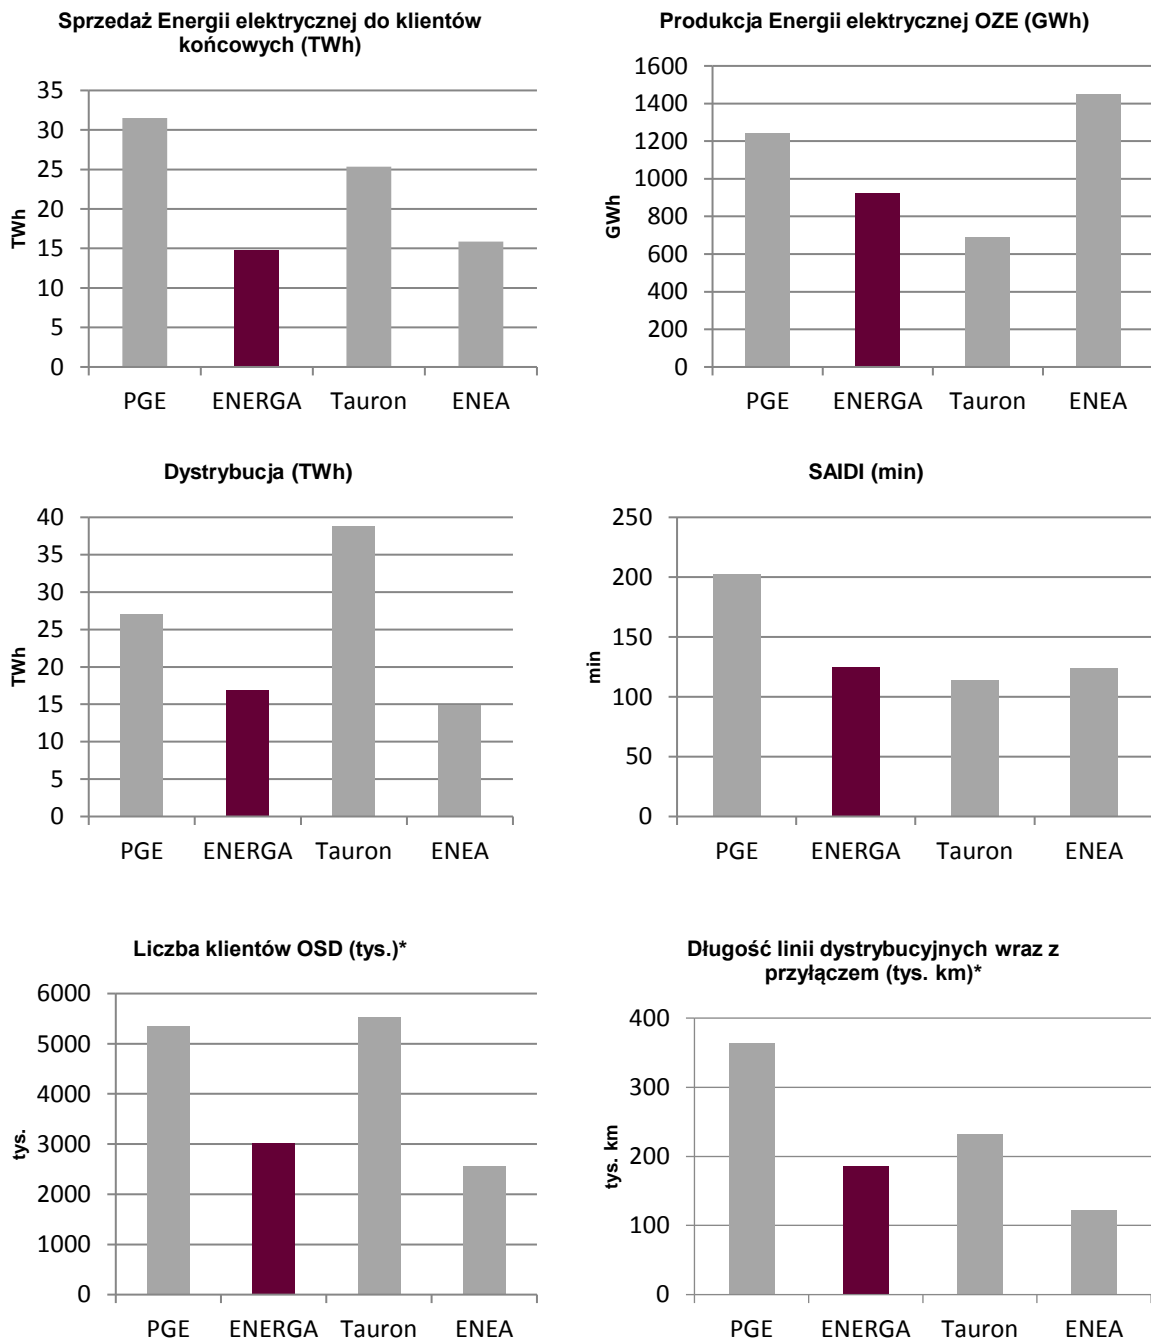 Sprzedaż Energii elektrycznej do klientów
końcowych (TWh)
35
30
25
20
15
10
5
0
TWh
PGE ENERGA Tauron ENEA
Produkcja Energii elektrycznej OZE (GWh)
1600
1400
1200
1000
800
600
400
200
0
GWh
PGE ENERGA Tauron ENEA
Dystrybucja (TWh)
40
35
30
25
20
15
10
5
0
TWh
PGE ENERGA Tauron ENEA
SAIDI (min)
250
200
150
100
50
0
min
PGE ENERGA Tauron ENEA
Liczba klientów OSD (tys.)*
6000
5000
4000
3000
2000
1000
0
tys.
PGE ENERGA Tauron ENEA
Długość linii dystrybucyjnych wraz z
przyłączem (tys. km)*
400
300
200
100
0
tys. km
PGE ENERGA Tauron ENEA